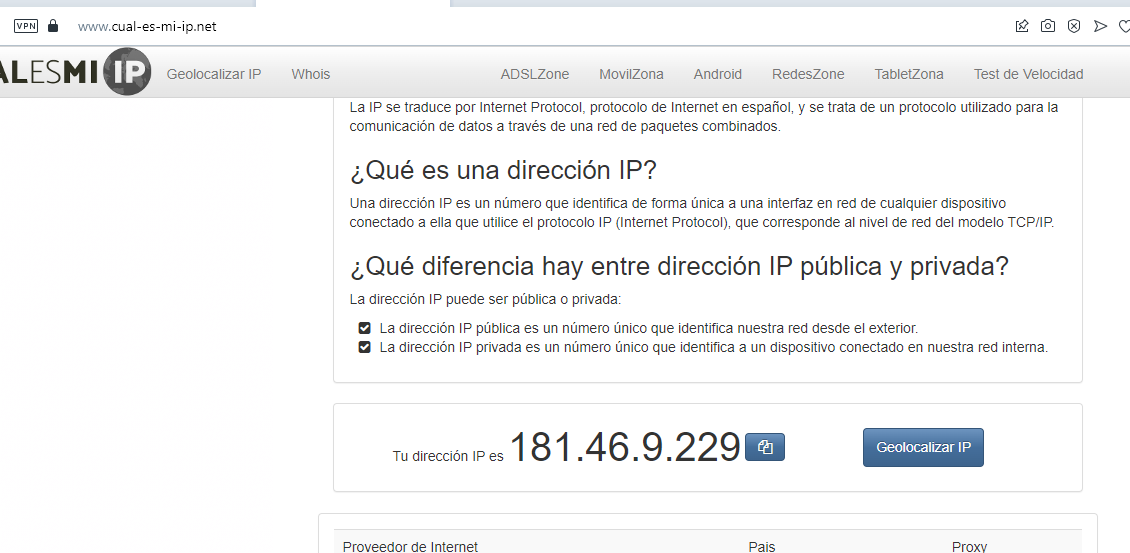 VPN www.cual-es-mi-ip.net
ALESMI IP Geolocalizar IP Whois ADSLZone MovilZona Android RedesZone TabletZona Test de Velocidad
La IP se traduce por Internet Protocol, protocolo de Internet en español, y se trata de un protocolo utilizado para la
comunicación de datos a través de una red de paquetes combinados.
¿Qué es una dirección IP?
Una dirección IP es un número que identifica de forma única a una interfaz en red de cualquier dispositivo
conectado a ella que utilice el protocolo IP (Internet Protocol), que corresponde al nivel de red del modelo TCP/IP.
¿Qué diferencia hay entre dirección IP pública y privada?
La dirección IP puede ser pública o privada:
La dirección IP pública es un número único que identifica nuestra red desde el exterior.
La dirección IP privada es un número único que identifica a un dispositivo conectado en nuestra red interna.
Tu dirección IP es 181.46.9.229 Geolocalizar IP
Proveedor de Internet Pais Proxy